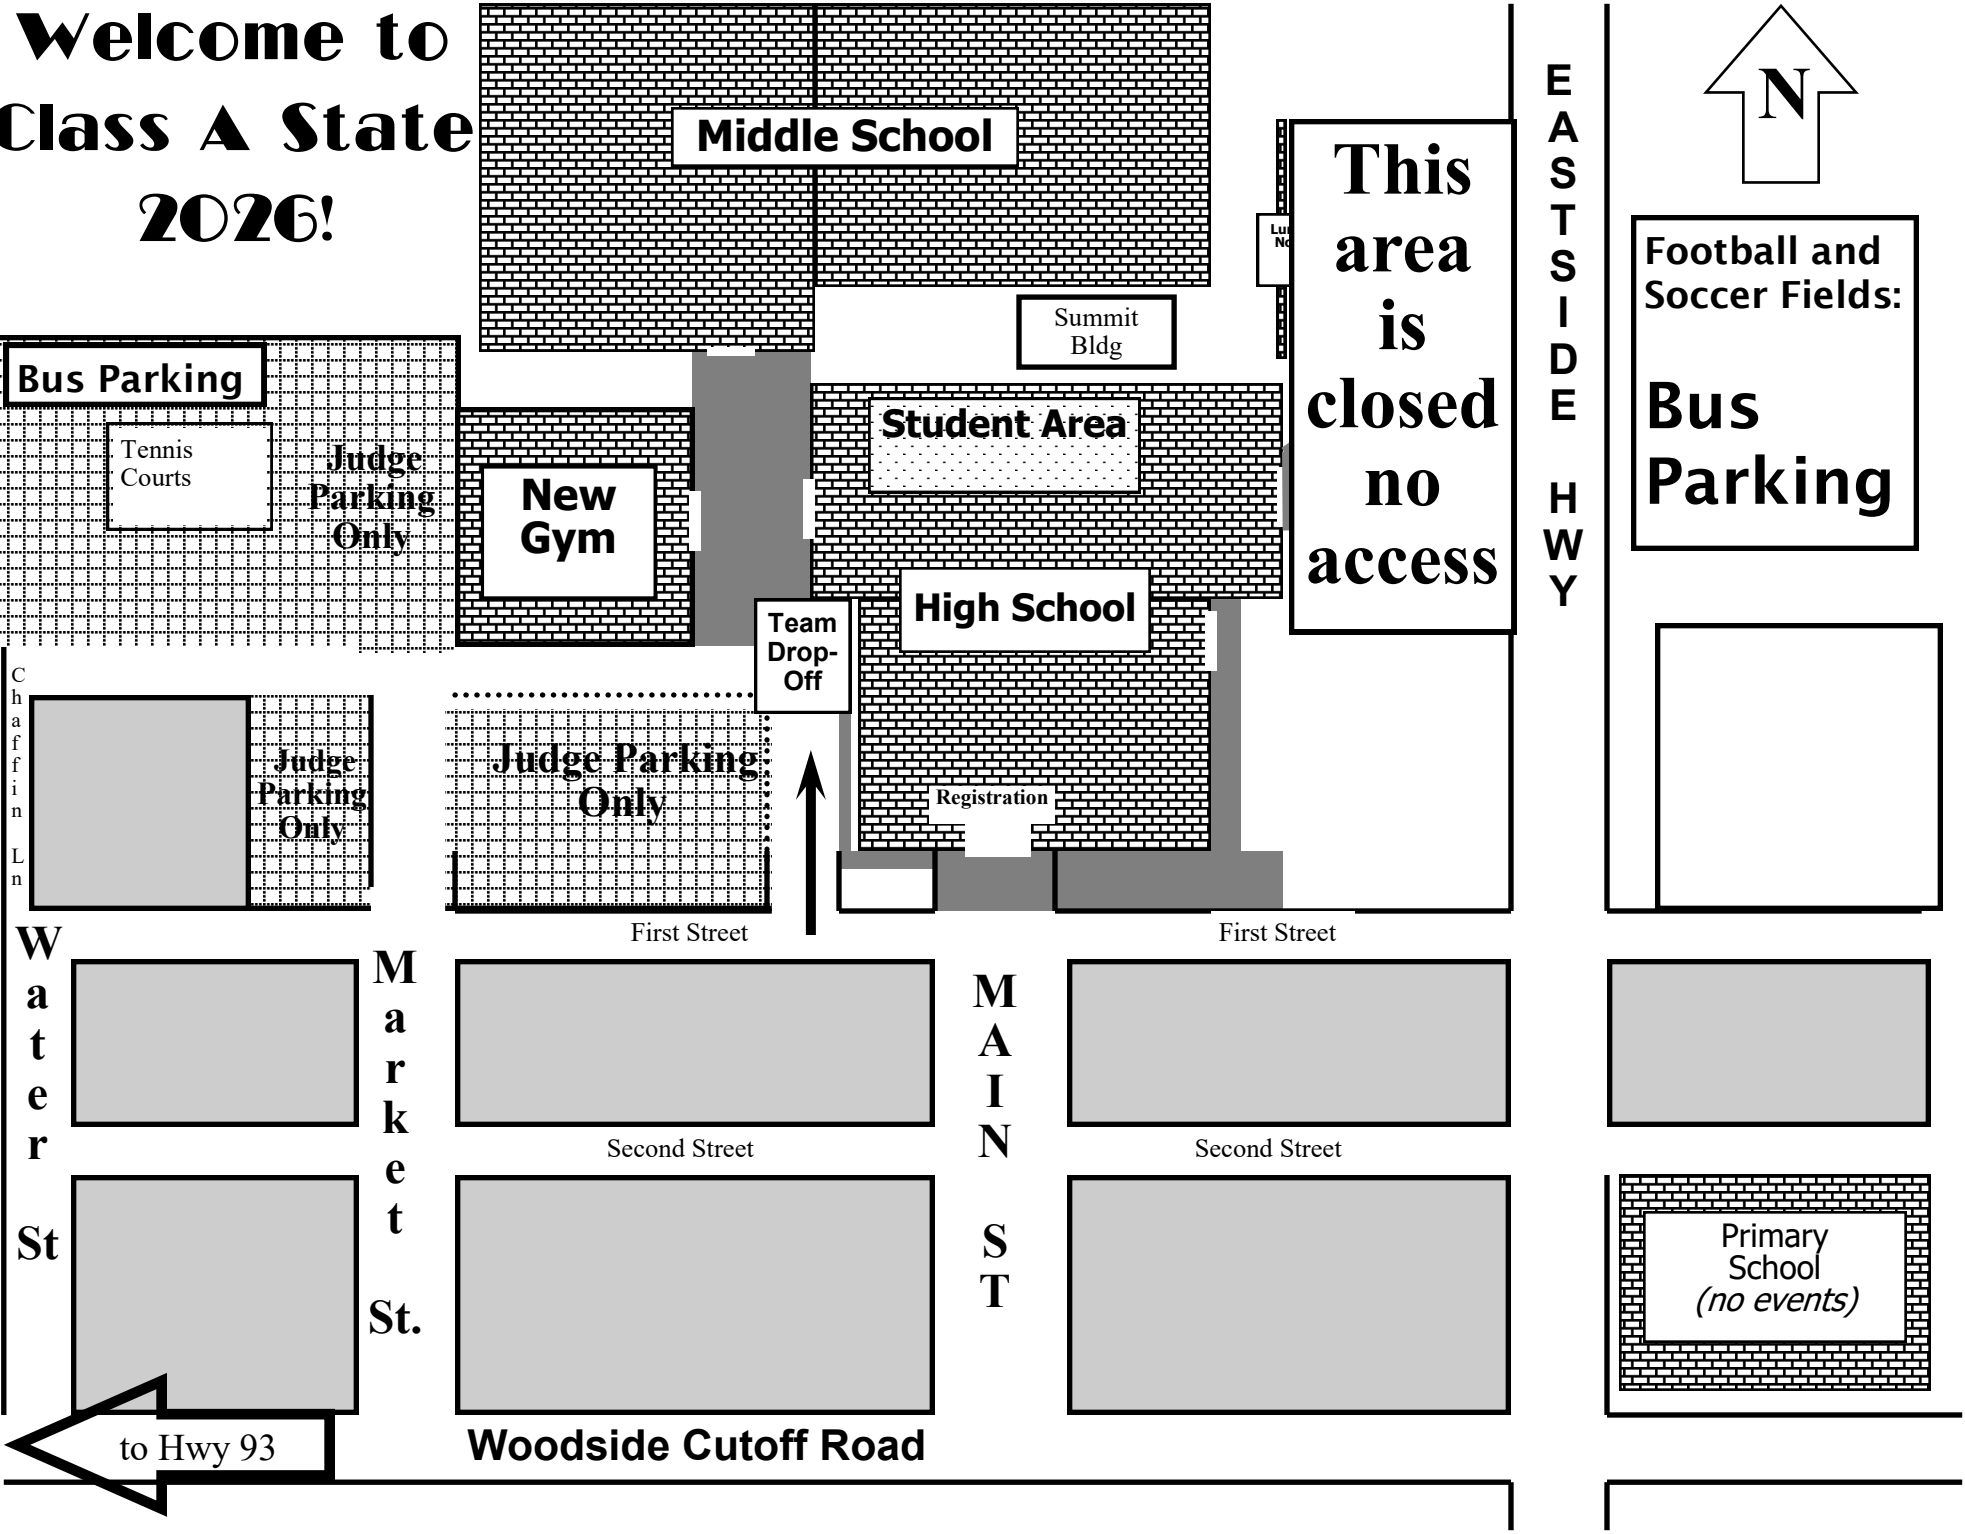 Welcome to
Class A State
2026!
Middle School
Summit
Bldg
This
area
is
closed
no
access
EASTSIDE HWY
N
Football and
Soccer Fields:
Bus
Parking
Bus Parking
Tennis
Courts
Judge
Parking
Only
New
Gym
Student Area
High School
Team
Drop-
Off
Chaffin Ln
Judge
Parking
Only
Judge Parking
Only
Registration
First Street
First Street
Water St
Market St.
MAIN ST
Second Street
Second Street
Primary
School
(no events)
to Hwy 93
Woodside Cutoff Road